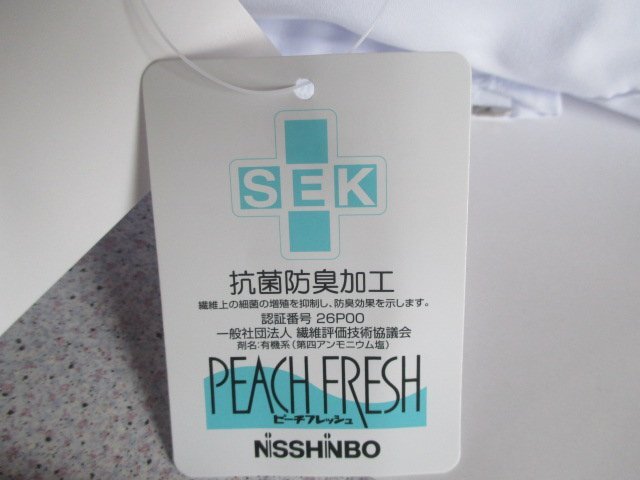 SEK
抗菌防臭加工
繊維上の細菌の増殖を抑制し、防臭効果を示します。
認証番号 26P00
一般社団法人 繊維評価技術協議会
剤名:有機系(第四アンモニウム塩)
PEACH FRESH
ピーチフレッシュ
NISSHINBO